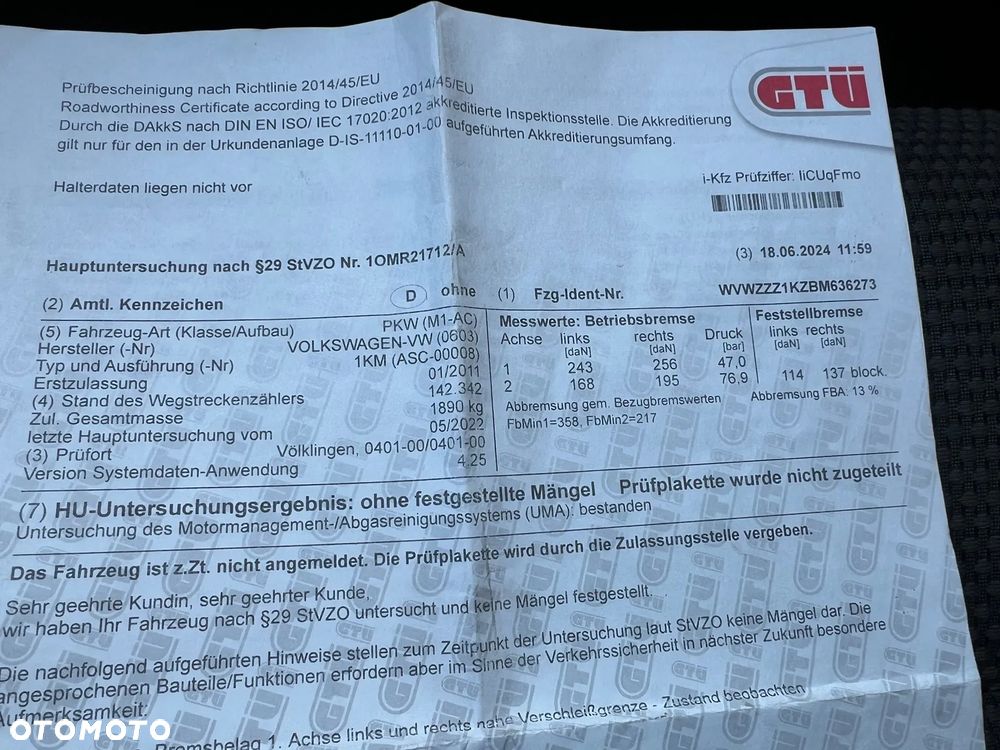 GTÜ
Prüfbescheinigung nach Richtlinie 2014/45/EU
Roadworthiness Certificate according to Directive 2014/45/EU
Durch die DAkkS nach DIN EN ISO/ IEC 17020:2012 akkreditierte Inspektionsstelle. Die Akkreditierung
gilt nur für den in der Urkundenanlage D-IS-11110-01-00 aufgeführten Akkreditierungsumfang.
Halterdaten liegen nicht vor
i-Kfz Prüfziffer: IiCUqFmo
(3) 18.06.2024 11:59
Hauptuntersuchung nach §29 StVZO Nr. 1OMR21712/A
(2) Amtl. Kennzeichen D ohne (1) Fzg-Ident-Nr. WVWZZZ1KZBM636273
(5) Fahrzeug-Art (Klasse/Aufbau) PKW (M1-AC)
Hersteller (-Nr) VOLKSWAGEN-VW (0603)
Typ und Ausführung (-Nr) 1KM (ASC-00008)
Erstzulassung 01/2011
(4) Stand des Wegstreckenzählers 142.342
Zul. Gesamtmasse 1890 kg
letzte Hauptuntersuchung vom 05/2022
(3) Prüfort Völklingen, 0401-00/0401-00
Version Systemdaten-Anwendung 4.25
Messwerte: Betriebsbremse Feststellbremse
Achse links rechts Druck links rechts
[daN] [daN] [bar] [daN] [daN]
1 243 256 47,0
2 168 195 76,9 114 137 block.
Abbremsung gem. Bezugbremswerten Abbremsung FBA: 13 %
FbMin1=358, FbMin2=217
(7) HU-Untersuchungsergebnis: ohne festgestellte Mängel Prüfplakette wurde nicht zugeteilt
Untersuchung des Motormanagement-/Abgasreinigungssystems (UMA): bestanden
Das Fahrzeug ist z.Zt. nicht angemeldet. Die Prüfplakette wird durch die Zulassungsstelle vergeben.
Sehr geehrte Kundin, sehr geehrter Kunde,
wir haben Ihr Fahrzeug nach §29 StVZO untersucht und keine Mängel festgestellt.
Die nachfolgend aufgeführten Hinweise stellen zum Zeitpunkt der Untersuchung laut StVZO keine Mängel dar. Die
angesprochenen Bauteile/Funktionen erfordern aber im Sinne der Verkehrssicherheit in nächster Zukunft besondere
Aufmerksamkeit:
Bremsbelag 1. Achse links und rechts nahe Verschleißgrenze - Zustand beobachten
OTOMOTO